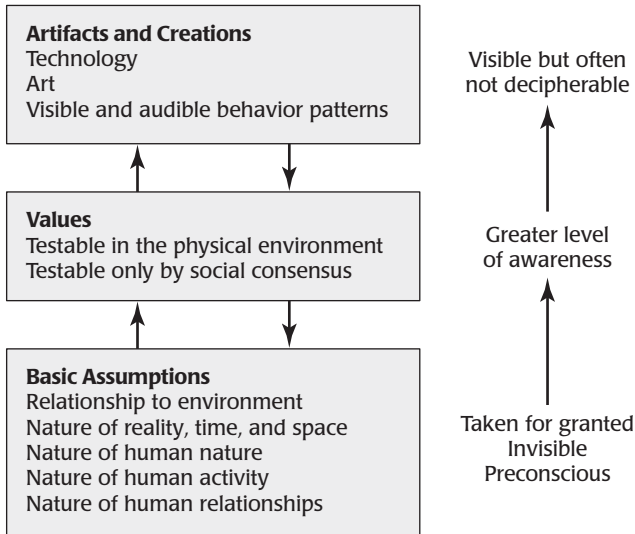 Artifacts and Creations
Technology
Art
Visible and audible behavior patterns
Visible but often
not decipherable
Values
Testable in the physical environment
Testable only by social consensus
Greater level
of awareness
Basic Assumptions
Relationship to environment
Nature of reality, time, and space
Nature of human nature
Nature of human activity
Nature of human relationships
Taken for granted
Invisible
Preconscious